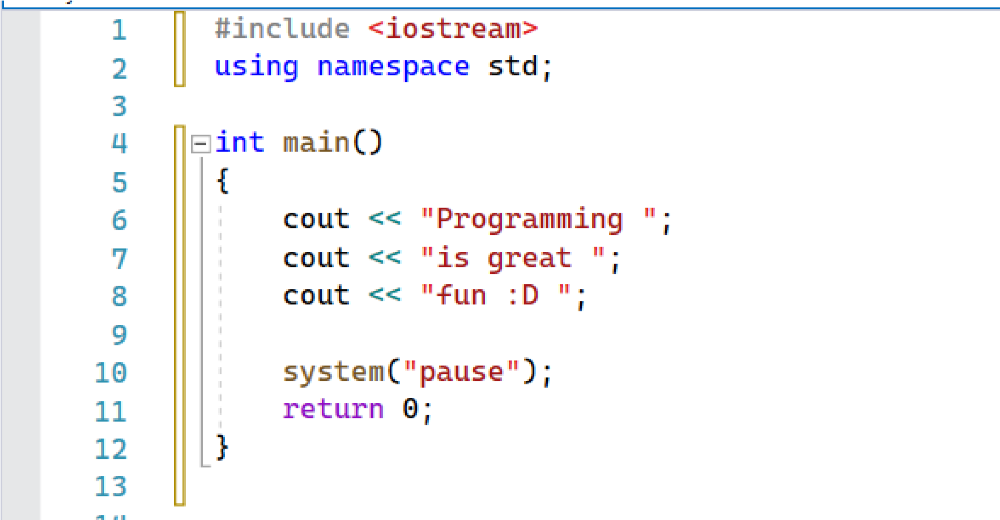 1 #include <iostream>
2 using namespace std;
3
4 int main()
5 {
6 cout << "Programming ";
7 cout << "is great ";
8 cout << "fun :D ";
9
10 system("pause");
11 return 0;
12 }
13